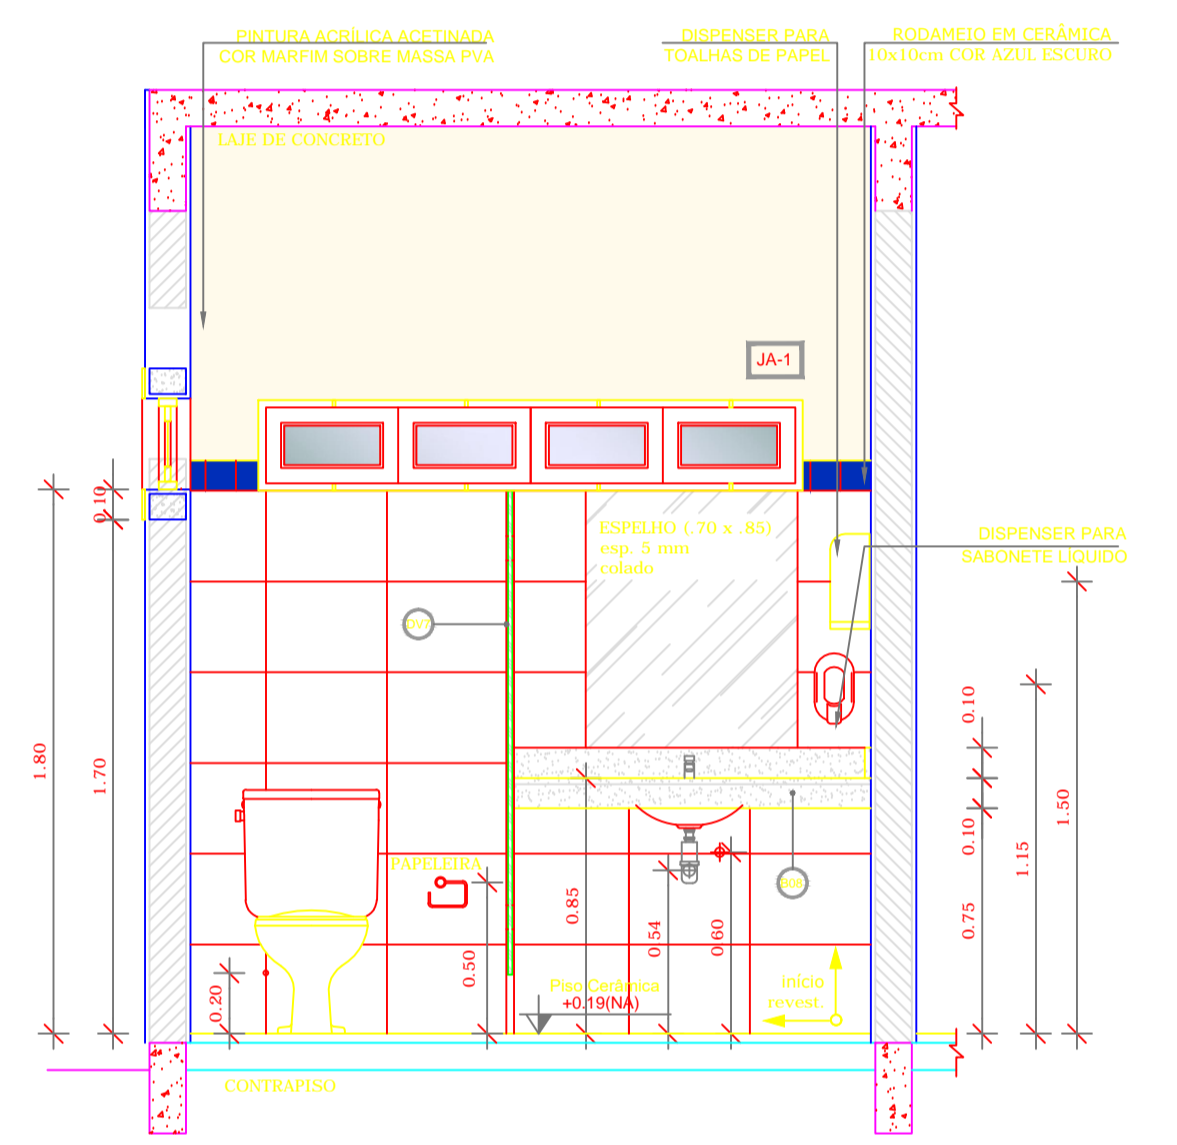 PINTURA ACRÍLICA ACETINADA
COR MARFIM SOBRE MASSA PVA
DISPENSER PARA
TOALHAS DE PAPEL
RODAMEIO EM CERÂMICA
10x10cm COR AZUL ESCURO
LAJE DE CONCRETO
JA-1
ESPELHO (.70 x .85)
esp. 5 mm
colado
DISPENSER PARA
SABONETE LÍQUIDO
DV7
0.10
1.80
1.70
0.10
1.50
1.15
0.10
0.75
PAPELEIRA
B08
0.85
0.54
0.60
0.50
0.20
Piso Cerâmica
+0.19(NA)
início
revest.
CONTRAPISO